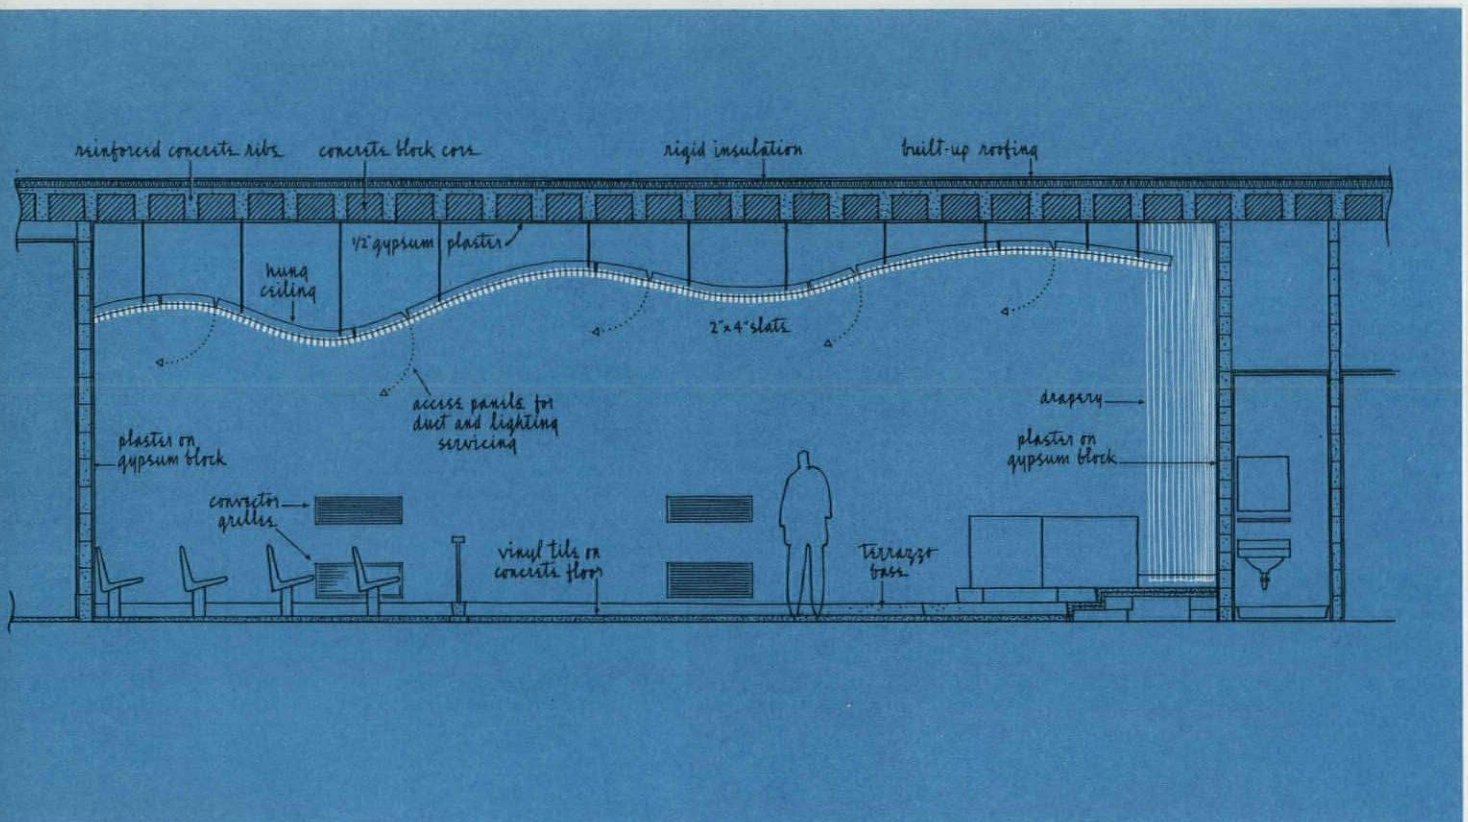 reinforced concrete ribs
concrete block core
rigid insulation
built-up roofing
1/2" gypsum plaster
hung
ceiling
2"x4" slats
access panels for
duct and lighting
servicing
drapery
plaster on
gypsum block
plaster on
gypsum block
convector
grilles
vinyl tile on
concrete floor
terrazzo
base